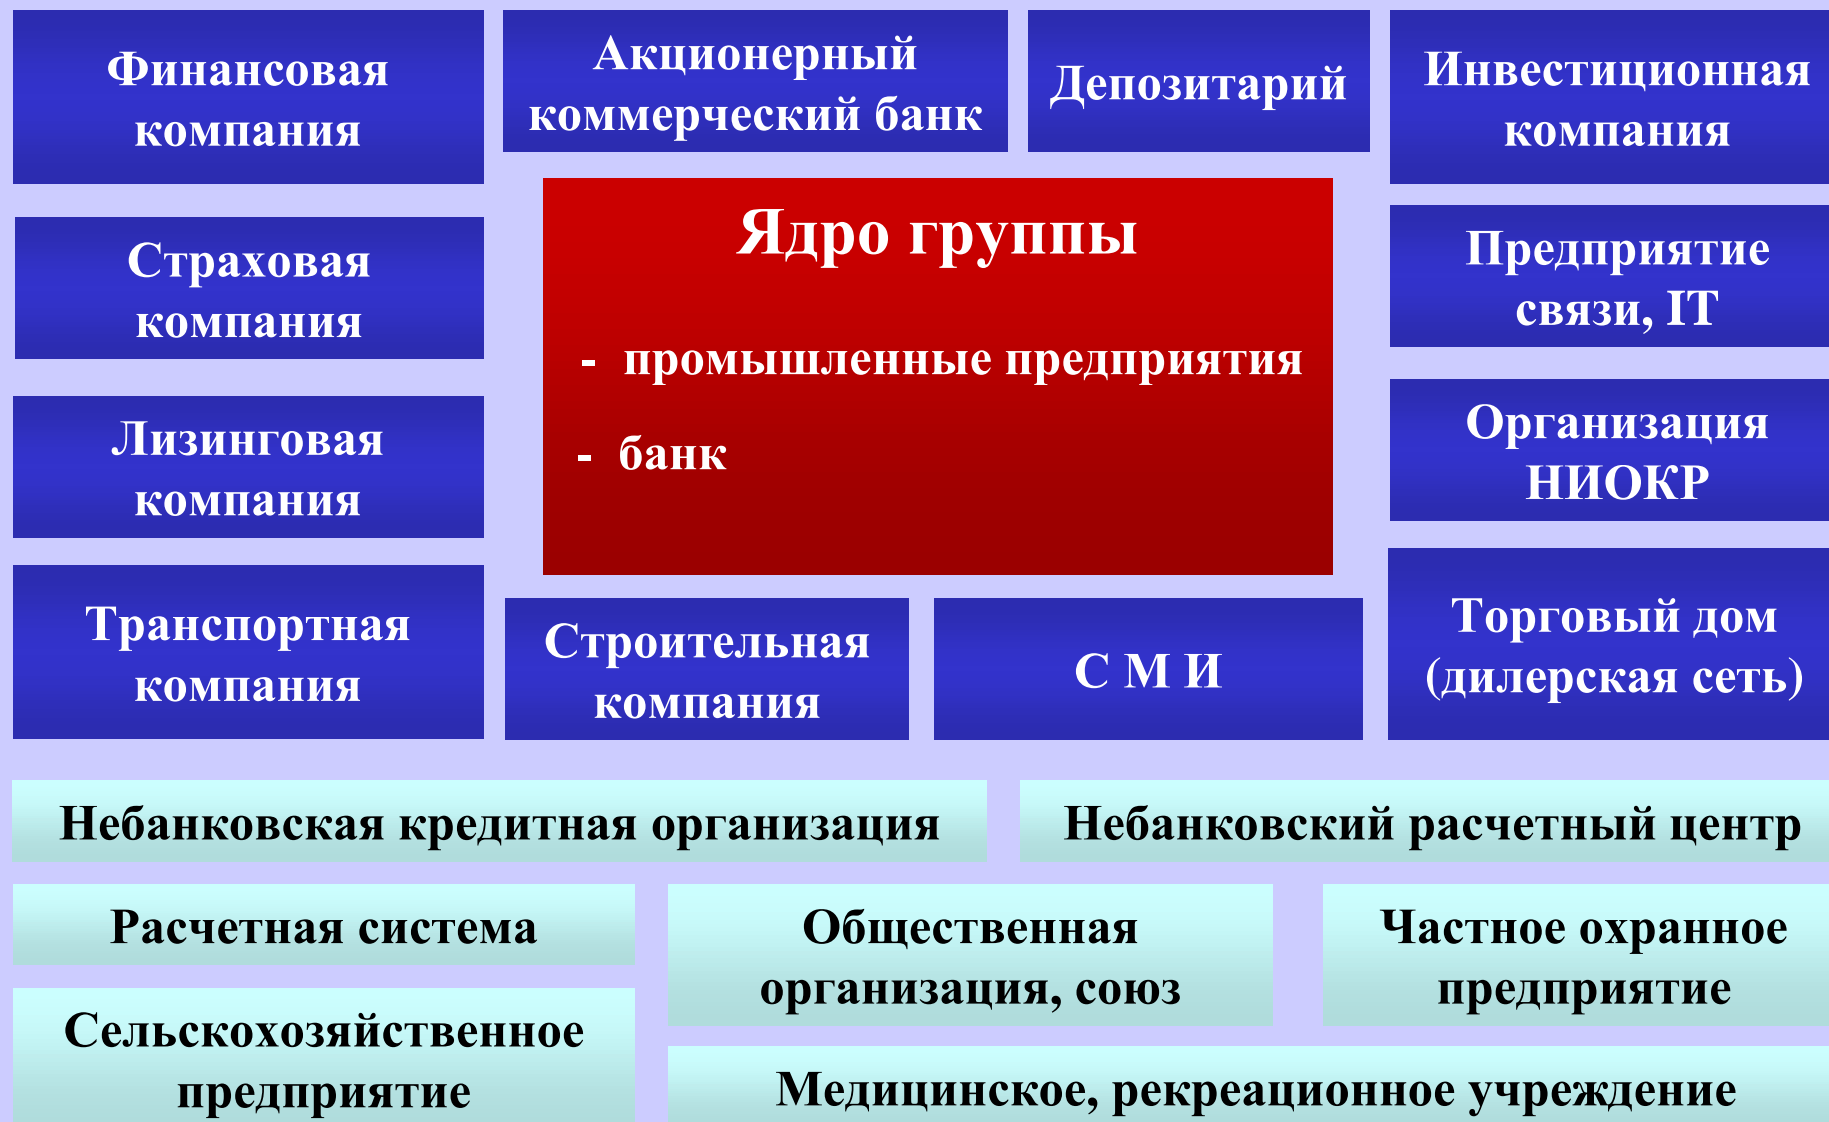 Финансовая
компания
Акционерный
коммерческий банк
Депозитарий
Инвестиционная
компания
Ядро группы
- промышленные предприятия
- банк
Страховая
компания
Предприятие
связи, IT
Лизинговая
компания
Организация
НИОКР
Транспортная
компания
Строительная
компания
С М И
Торговый дом
(дилерская сеть)
Небанковская кредитная организация
Небанковский расчетный центр
Расчетная система
Общественная
организация, союз
Частное охранное
предприятие
Сельскохозяйственное
предприятие
Медицинское, рекреационное учреждение